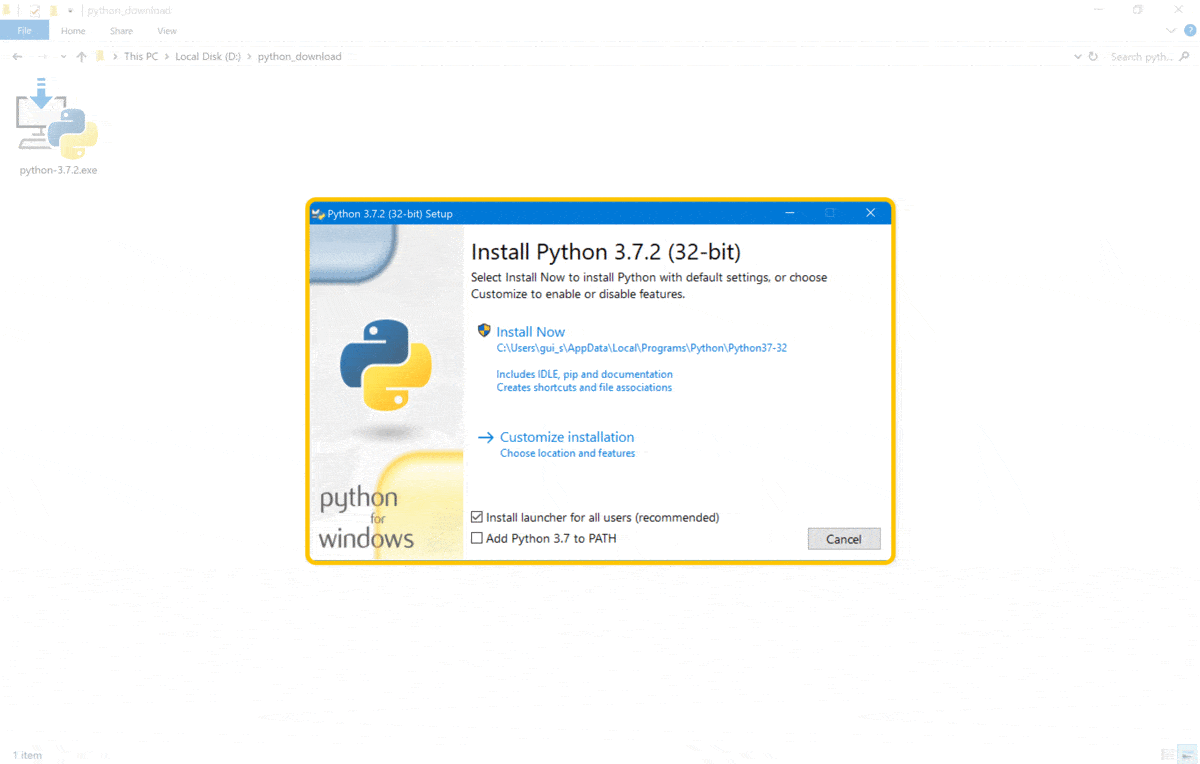 python_download
File Home Share View
This PC > Local Disk (D:) > python_download
Search pyth...
python-3.7.2.exe
Python 3.7.2 (32-bit) Setup
Install Python 3.7.2 (32-bit)
Select Install Now to install Python with default settings, or choose
Customize to enable or disable features.
Install Now
C:\Users\gui_s\AppData\Local\Programs\Python\Python37-32
Includes IDLE, pip and documentation
Creates shortcuts and file associations
Customize installation
Choose location and features
python
for
windows
Install launcher for all users (recommended)
Add Python 3.7 to PATH
Cancel
1 item